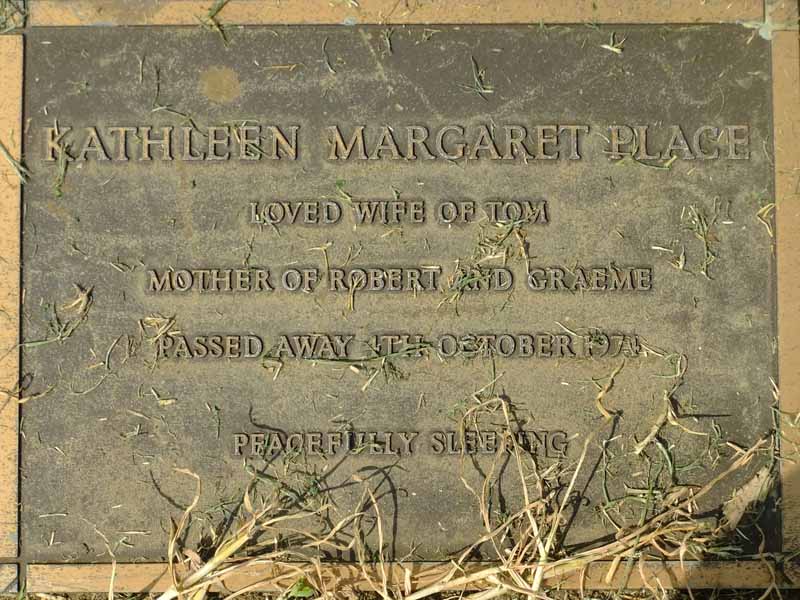 KATHLEEN MARGARET PLACE
LOVED WIFE OF TOM
MOTHER OF ROBERT AND GRAEME
PASSED AWAY 4TH OCTOBER
PEACEFULLY SLEEPING